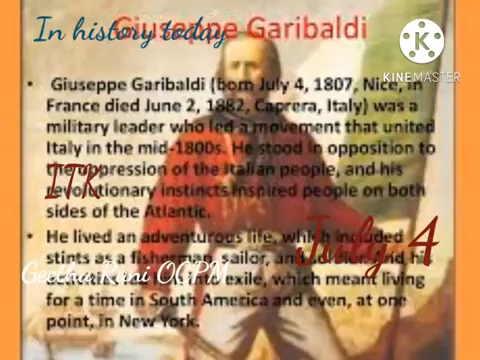 In history today
Giuseppe Garibaldi
KINEMASTER
• Giuseppe Garibaldi (born July 4, 1807, Nice, in
France died June 2, 1882, Caprera, Italy) was a
military leader who led a movement that united
Italy in the mid-1800s. He stood in opposition to
the oppression of the Italian people, and his
revolutionary instincts inspired people on both
sides of the Atlantic.
ITK
July 4
• He lived an adventurous life, which included
stints as a fisherman, sailor, and his
Geetha Rani OGPM
exile, which meant living
for a time in South America and even, at one
point, in New York.